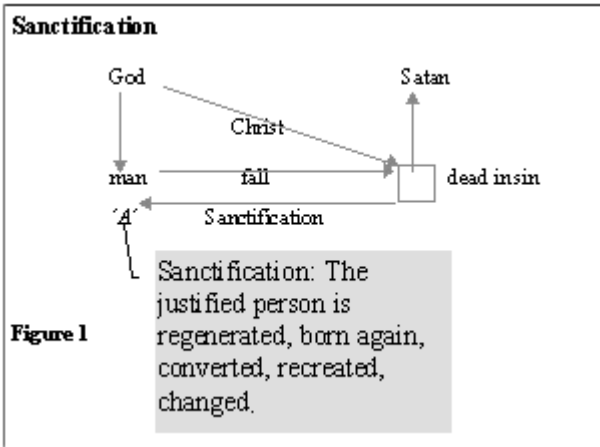 Sanctification
God Satan
Christ
man fall dead insin
'A' Sanctification
Sanctification: The
justified person is
regenerated, born again,
converted, recreated,
changed.
Figure 1